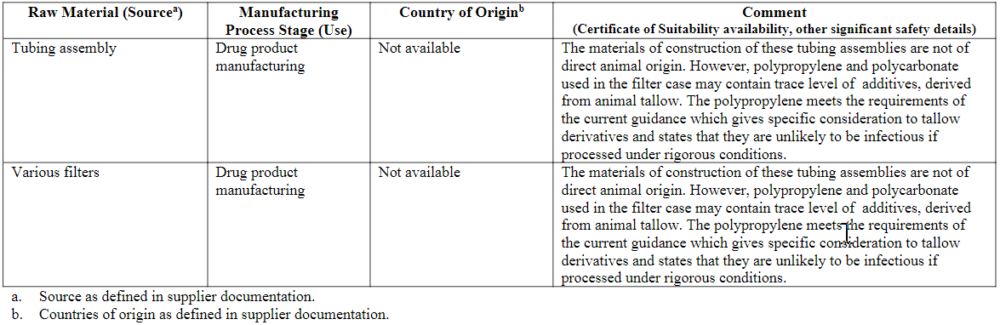 Raw Material (Sourceᵃ) Manufacturing Country of Originᵇ Comment
Process Stage (Use) (Certificate of Suitability availability, other significant safety details)
Tubing assembly Drug product Not available The materials of construction of these tubing assemblies are not of
manufacturing direct animal origin. However, polypropylene and polycarbonate
used in the filter case may contain trace level of additives, derived
from animal tallow. The polypropylene meets the requirements of
the current guidance which gives specific consideration to tallow
derivatives and states that they are unlikely to be infectious if
processed under rigorous conditions.
Various filters Drug product Not available The materials of construction of these tubing assemblies are not of
manufacturing direct animal origin. However, polypropylene and polycarbonate
used in the filter case may contain trace level of additives, derived
from animal tallow. The polypropylene meets the requirements of
the current guidance which gives specific consideration to tallow
derivatives and states that they are unlikely to be infectious if
processed under rigorous conditions.
a. Source as defined in supplier documentation.
b. Countries of origin as defined in supplier documentation.